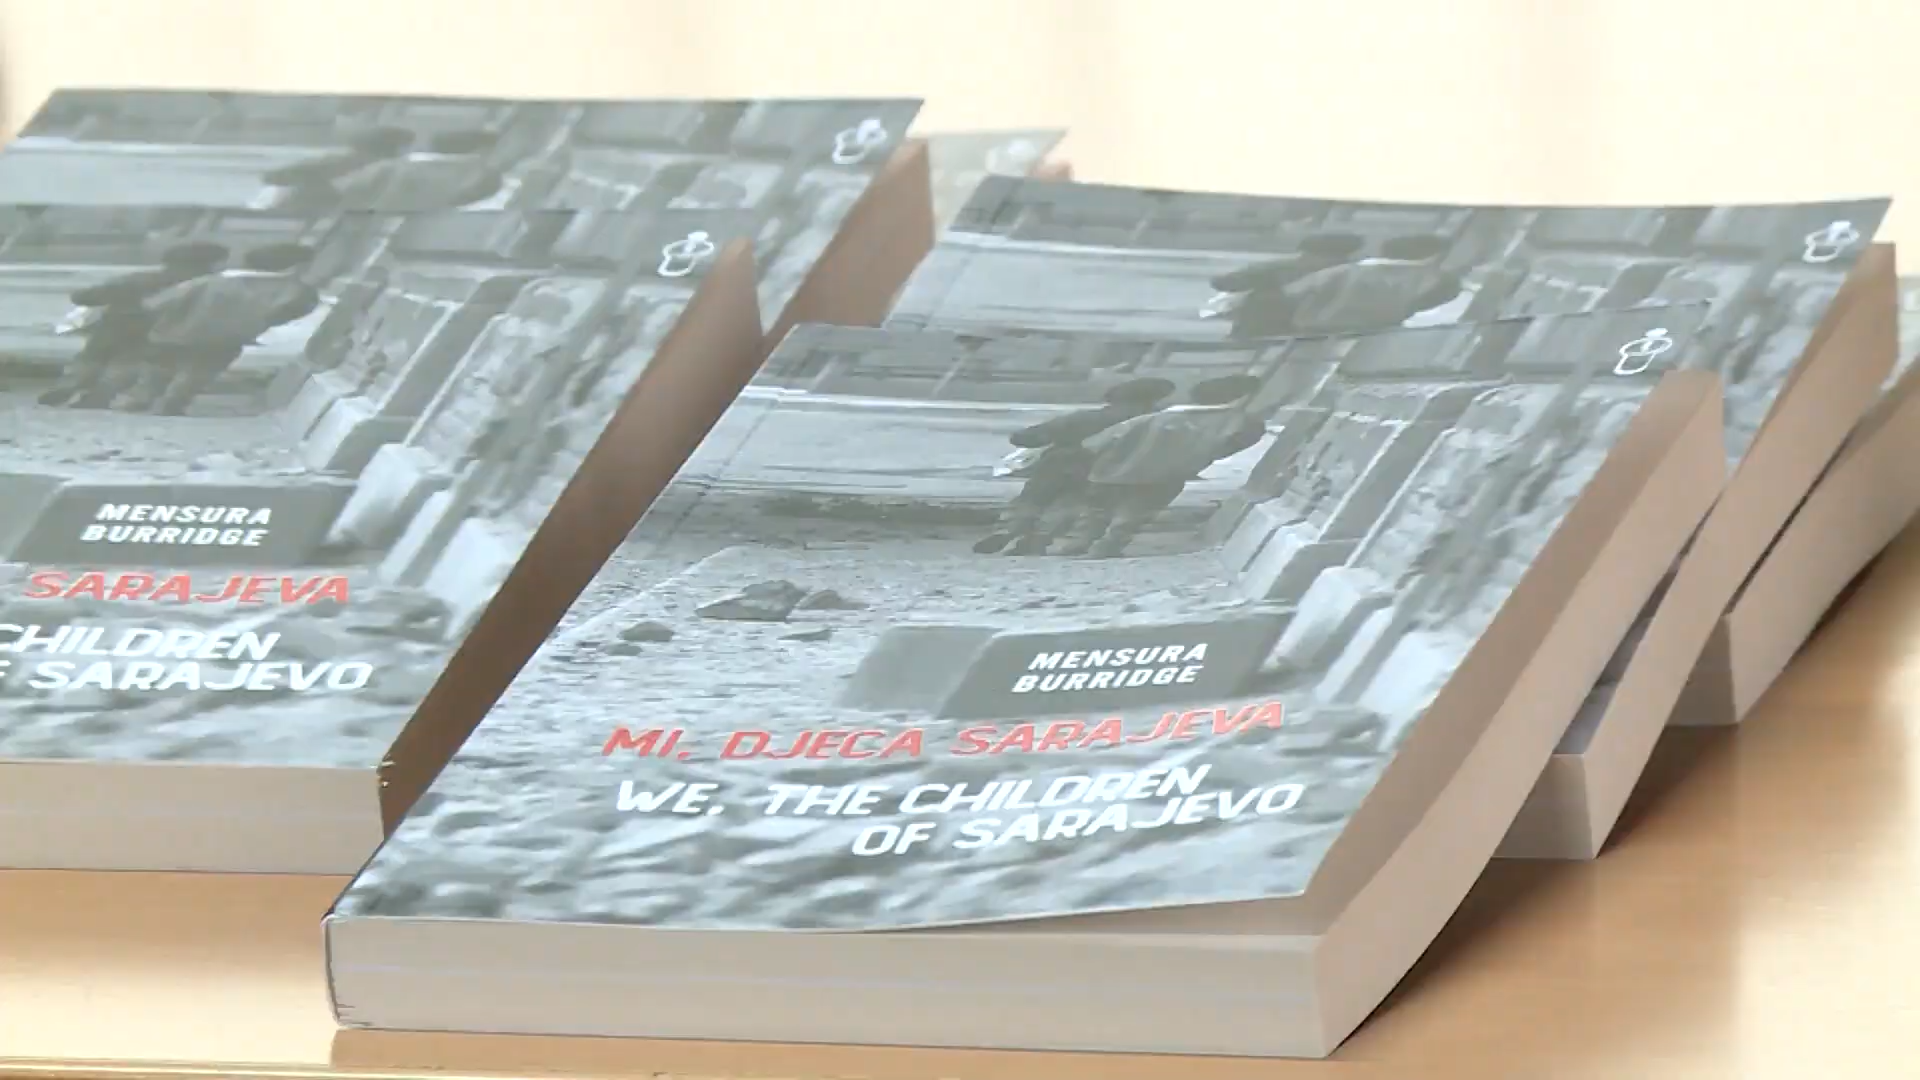 MENSURA
BURRIDGE
SARAJEVA
CHILDREN
SARAJEVO
MENSURA
BURRIDGE
MI, DJECA SARAJEVA
WE, THE CHILDREN
OF SARAJEVO